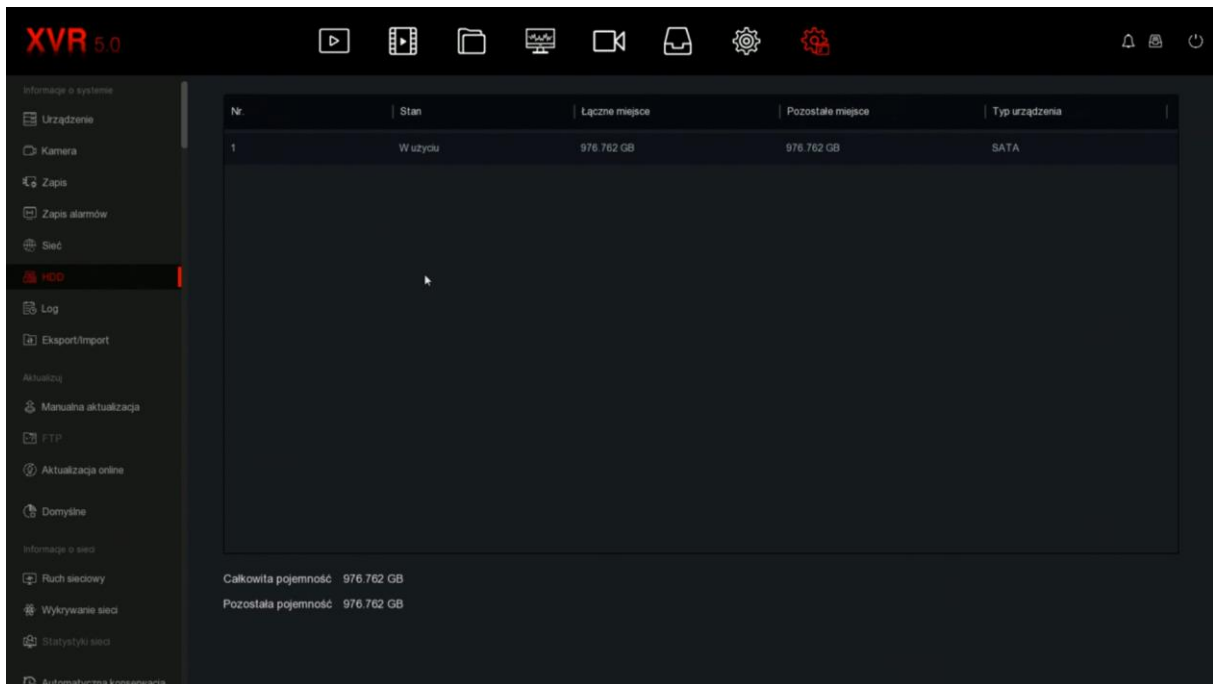 XVR 5.0
Informacje o systemie
Urządzenie
Kamera
Zapis
Zapis alarmów
Sieć
HDD
Log
Eksport/Import
Aktualizuj
Manualna aktualizacja
FTP
Aktualizacja online
Domyślne
Informacje o sieci
Ruch sieciowy
Wykrywanie sieci
Statystyki sieci
Automatyczna konserwacja
Nr. Stan Łączne miejsce Pozostałe miejsce Typ urządzenia
1 W użyciu 976.762 GB 976.762 GB SATA
Całkowita pojemność 976.762 GB
Pozostała pojemność 976.762 GB